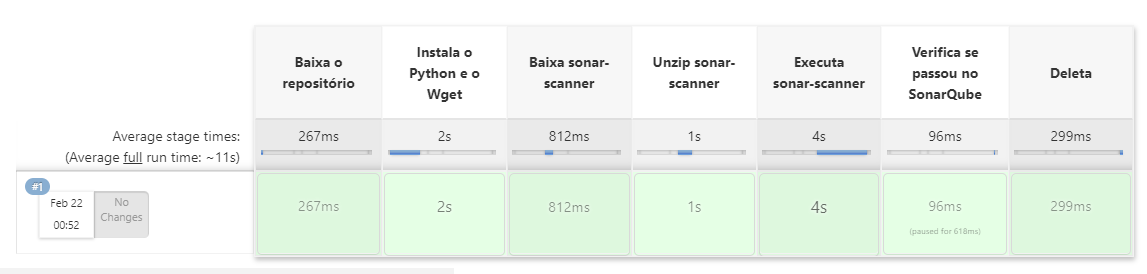 Baixa o
repositório
Instala o
Python e o
Wget
Baixa sonar-
scanner
Unzip sonar-
scanner
Executa
sonar-scanner
Verifica se
passou no
SonarQube
Deleta
Average stage times:
(Average full run time: ~11s)
267ms
2s
812ms
1s
4s
96ms
299ms
#1
Feb 22
00:52
No
Changes
267ms
2s
812ms
1s
4s
96ms
(paused for 618ms)
299ms